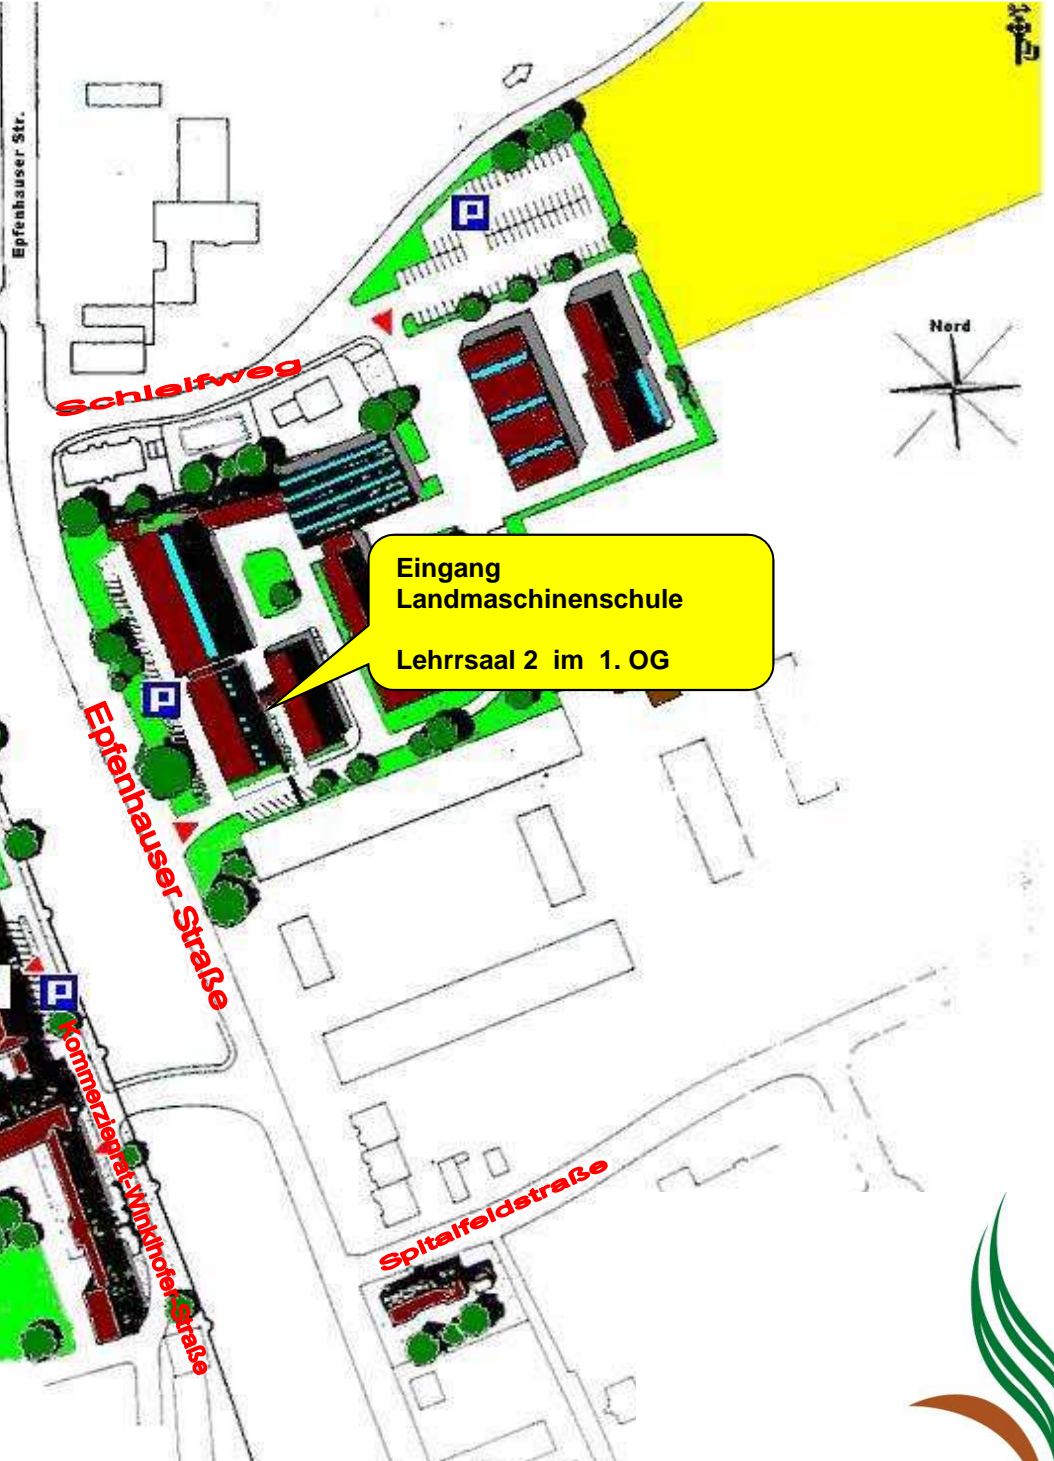 Epfenhauser Str.
P
Nord
Schleifweg
Eingang
Landmaschinenschule
Lehrrsaal 2 im 1. OG
P
Epfenhauser Straße
P
Kommerzienrat-Winklhofer-Straße
Spitalfeldstraße